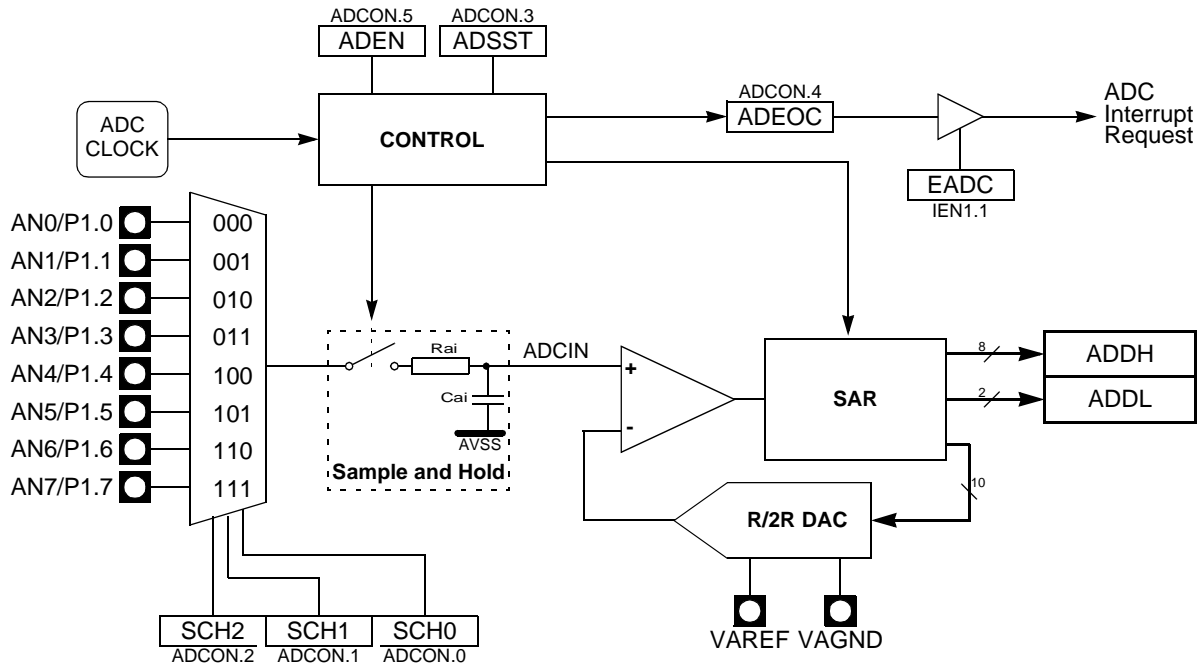 ADCON.5
ADEN
ADCON.3
ADSST
ADC
CLOCK
CONTROL
ADCON.4
ADEOC
ADC
Interrupt
Request
EADC
IEN1.1
AN0/P1.0
000
AN1/P1.1
001
AN2/P1.2
010
AN3/P1.3
011
AN4/P1.4
100
AN5/P1.5
101
AN6/P1.6
110
AN7/P1.7
111
Rai
Cai
AVSS
Sample and Hold
ADCIN
+
-
SAR
8
ADDH
2
ADDL
10
R/2R DAC
VAREF
VAGND
SCH2
ADCON.2
SCH1
ADCON.1
SCH0
ADCON.0